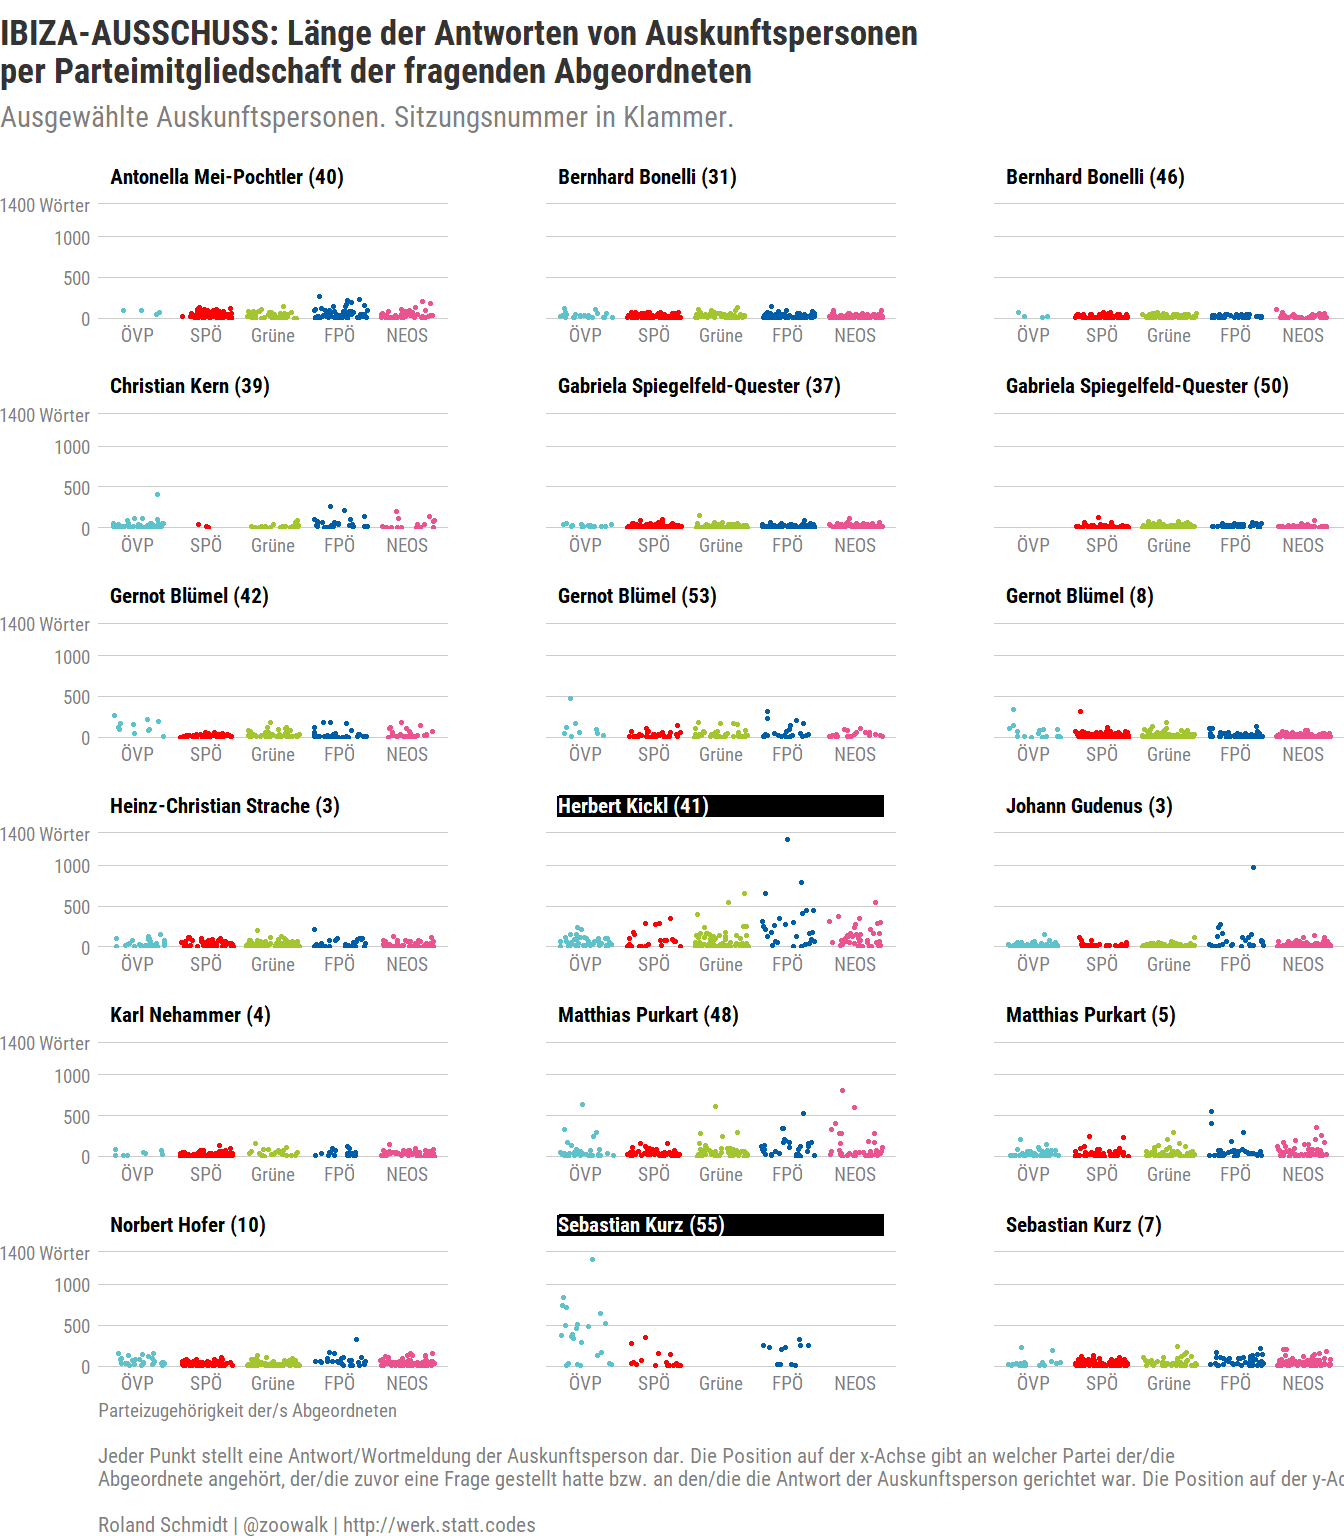 IBIZA-AUSSCHUSS: Länge der Antworten von Auskunftspersonen
per Parteimitgliedschaft der fragenden Abgeordneten
Ausgewählte Auskunftspersonen. Sitzungsnummer in Klammer.
Antonella Mei-Pochtler (40) Bernhard Bonelli (31) Bernhard Bonelli (46)
1400 Wörter
1000
500
0
ÖVP SPÖ Grüne FPÖ NEOS ÖVP SPÖ Grüne FPÖ NEOS ÖVP SPÖ Grüne FPÖ NEOS
Christian Kern (39) Gabriela Spiegelfeld-Quester (37) Gabriela Spiegelfeld-Quester (50)
1400 Wörter
1000
500
0
ÖVP SPÖ Grüne FPÖ NEOS ÖVP SPÖ Grüne FPÖ NEOS ÖVP SPÖ Grüne FPÖ NEOS
Gernot Blümel (42) Gernot Blümel (53) Gernot Blümel (8)
1400 Wörter
1000
500
0
ÖVP SPÖ Grüne FPÖ NEOS ÖVP SPÖ Grüne FPÖ NEOS ÖVP SPÖ Grüne FPÖ NEOS
Heinz-Christian Strache (3) Herbert Kickl (41) Johann Gudenus (3)
1400 Wörter
1000
500
0
ÖVP SPÖ Grüne FPÖ NEOS ÖVP SPÖ Grüne FPÖ NEOS ÖVP SPÖ Grüne FPÖ NEOS
Karl Nehammer (4) Matthias Purkart (48) Matthias Purkart (5)
1400 Wörter
1000
500
0
ÖVP SPÖ Grüne FPÖ NEOS ÖVP SPÖ Grüne FPÖ NEOS ÖVP SPÖ Grüne FPÖ NEOS
Norbert Hofer (10) Sebastian Kurz (55) Sebastian Kurz (7)
1400 Wörter
1000
500
0
ÖVP SPÖ Grüne FPÖ NEOS ÖVP SPÖ Grüne FPÖ NEOS ÖVP SPÖ Grüne FPÖ NEOS
Parteizugehörigkeit der/s Abgeordneten
Jeder Punkt stellt eine Antwort/Wortmeldung der Auskunftsperson dar. Die Position auf der x-Achse gibt an welcher Partei der/die
Abgeordnete angehört, der/die zuvor eine Frage gestellt hatte bzw. an den/die die Antwort der Auskunftsperson gerichtet war. Die Position auf der
Roland Schmidt | @zoowalk | http://werk.statt.codes